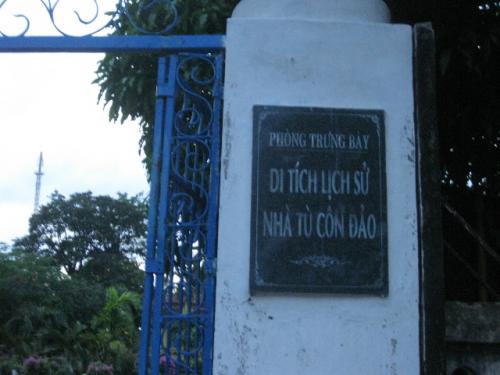 PHÒNG TRƯNG BÀY
DI TÍCH LỊCH SỬ
NHÀ TÙ CÔN ĐẢO